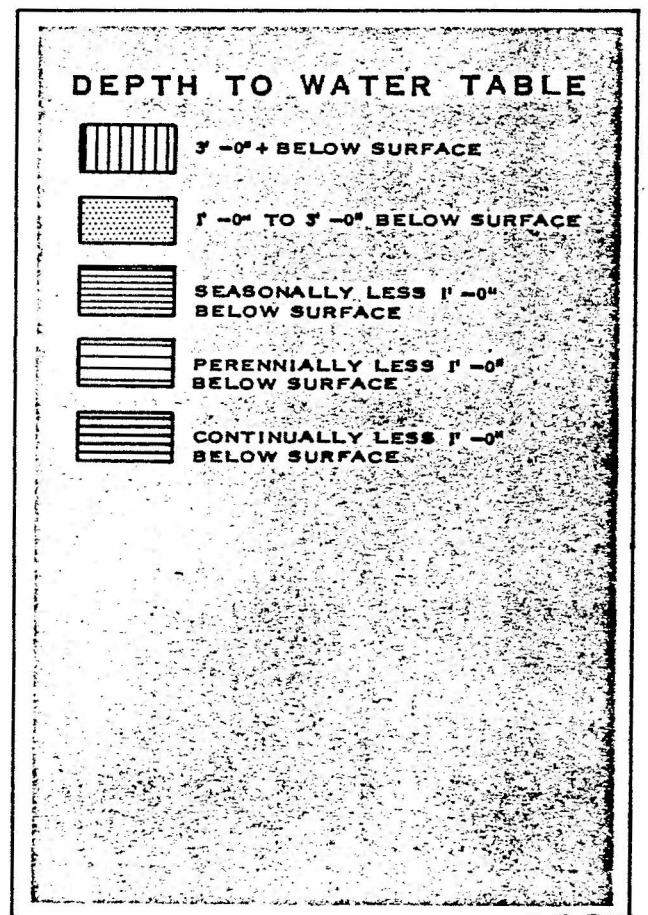 DEPTH TO WATER TABLE
3' -0" + BELOW SURFACE
1' -0" TO 3' -0" BELOW SURFACE
SEASONALLY LESS 1' -0"
BELOW SURFACE
PERENNIALLY LESS 1' -0"
BELOW SURFACE
CONTINUALLY LESS 1' -0"
BELOW SURFACE